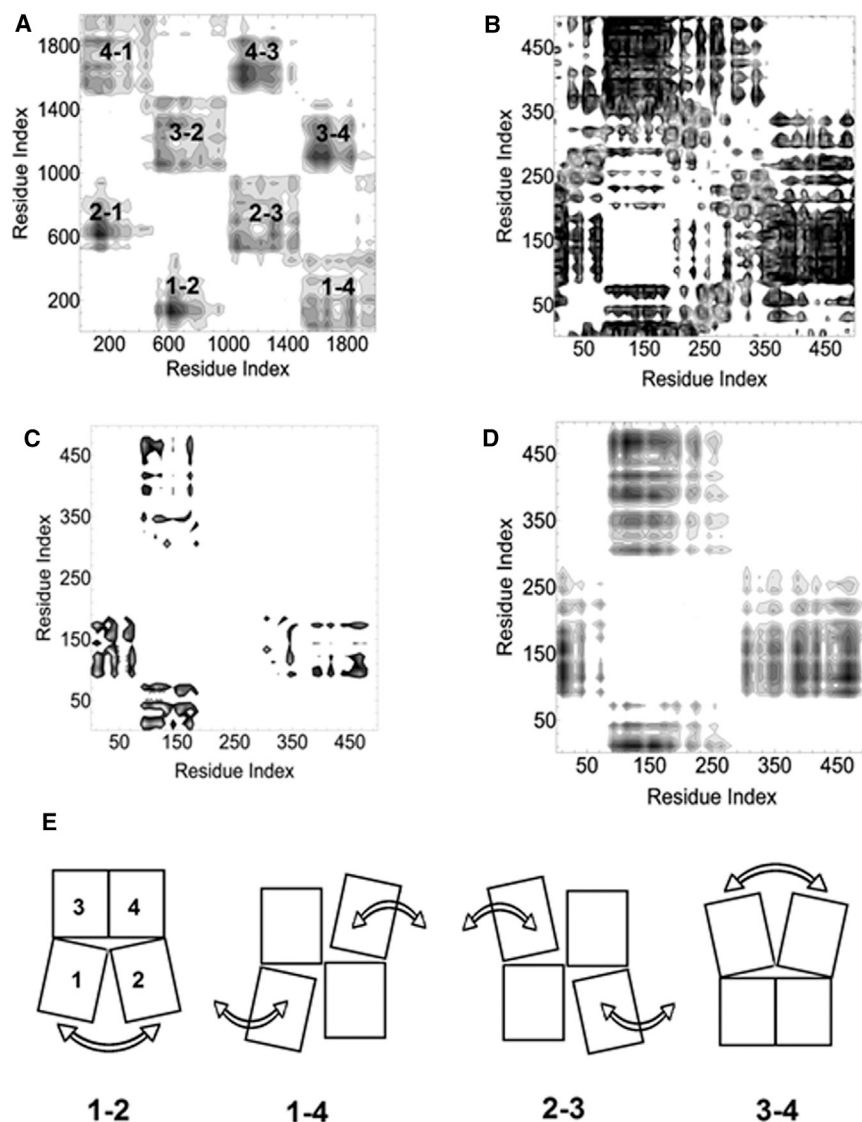 A
1800
1400
1000
600
200
Residue Index
4-1
4-3
3-2
3-4
2-1
2-3
1-2
1-4
200 600 1000 1400 1800
Residue Index
B
450
350
250
150
50
Residue Index
50 150 250 350 450
Residue Index
C
450
350
250
150
50
Residue Index
50 150 250 350 450
Residue Index
D
450
350
250
150
50
Residue Index
50 150 250 350 450
Residue Index
E
3 4
1 2
1-2 1-4 2-3 3-4